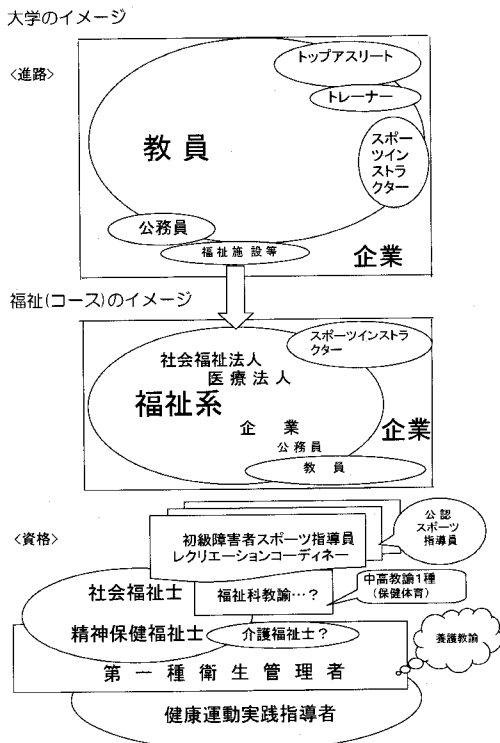 大学のイメージ
<進路>
トップアスリート
トレーナー
教員
スポー
ツイン
ストラ
クター
公務員
福祉施設等
企業
福祉(コース)のイメージ
スポーツインストラ
クター
社会福祉法人
医療法人
福祉系
企業
企業
公務員
教員
<資格>
初級障害者スポーツ指導員
レクリエーションコーディネー
公認
スポーツ
指導員
社会福祉士
福祉科教諭…?
中高教諭1種
(保健体育)
精神保健福祉士
介護福祉士?
養護教諭
第一種衛生管理者
健康運動実践指導者